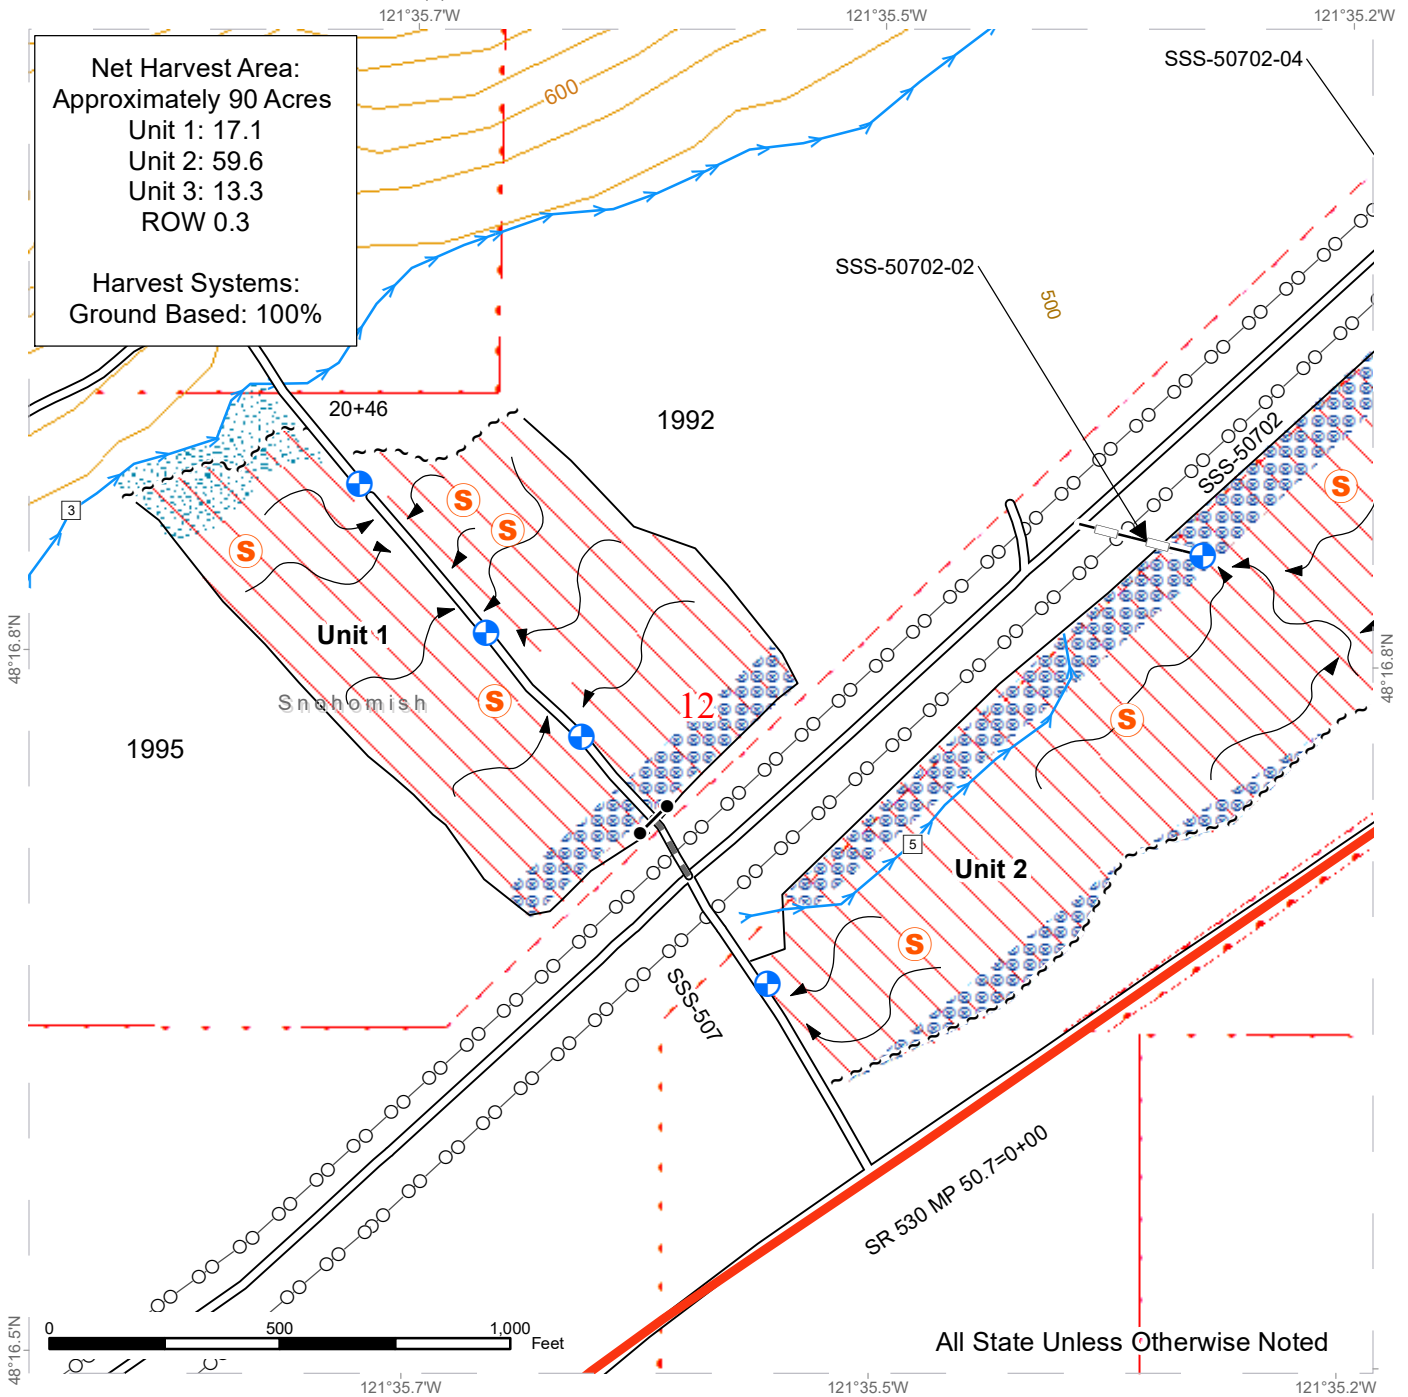 121°35.7'W
121°35.5'W
121°35.2'W
Net Harvest Area:
Approximately 90 Acres
Unit 1: 17.1
Unit 2: 59.6
Unit 3: 13.3
ROW 0.3
Harvest Systems:
Ground Based: 100%
SSS-50702-04
600
SSS-50702-02
500
20+46
1992
SSS-50702
3
S
S
S
S
Unit 1
48°16.8'N
48°16.8'N
Snohomish
S
12
S
1995
5
Unit 2
S
SSS-507
SR 530 MP 50.7=0+00
0
500
1,000
Feet
All State Unless Otherwise Noted
48°16.5'N
121°35.7'W
121°35.5'W
121°35.2'W